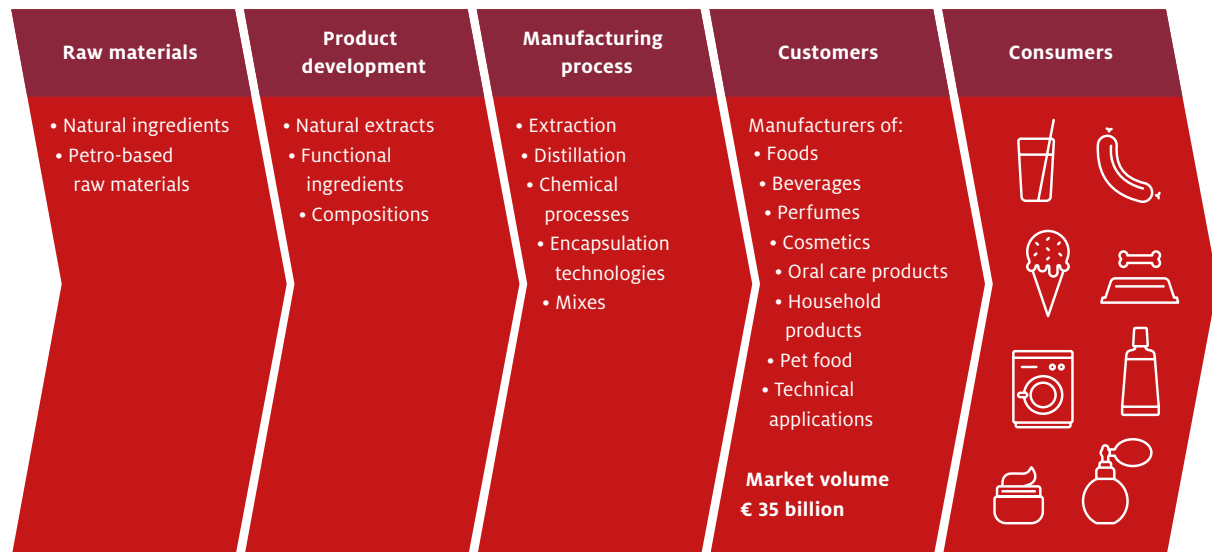 Raw materials
• Natural ingredients
• Petro-based
raw materials
Product
development
• Natural extracts
• Functional
ingredients
• Compositions
Manufacturing
process
• Extraction
• Distillation
• Chemical
processes
• Encapsulation
technologies
• Mixes
Customers
Manufacturers of:
• Foods
• Beverages
• Perfumes
• Cosmetics
• Oral care products
• Household
products
• Pet food
• Technical
applications
Market volume
€ 35 billion
Consumers